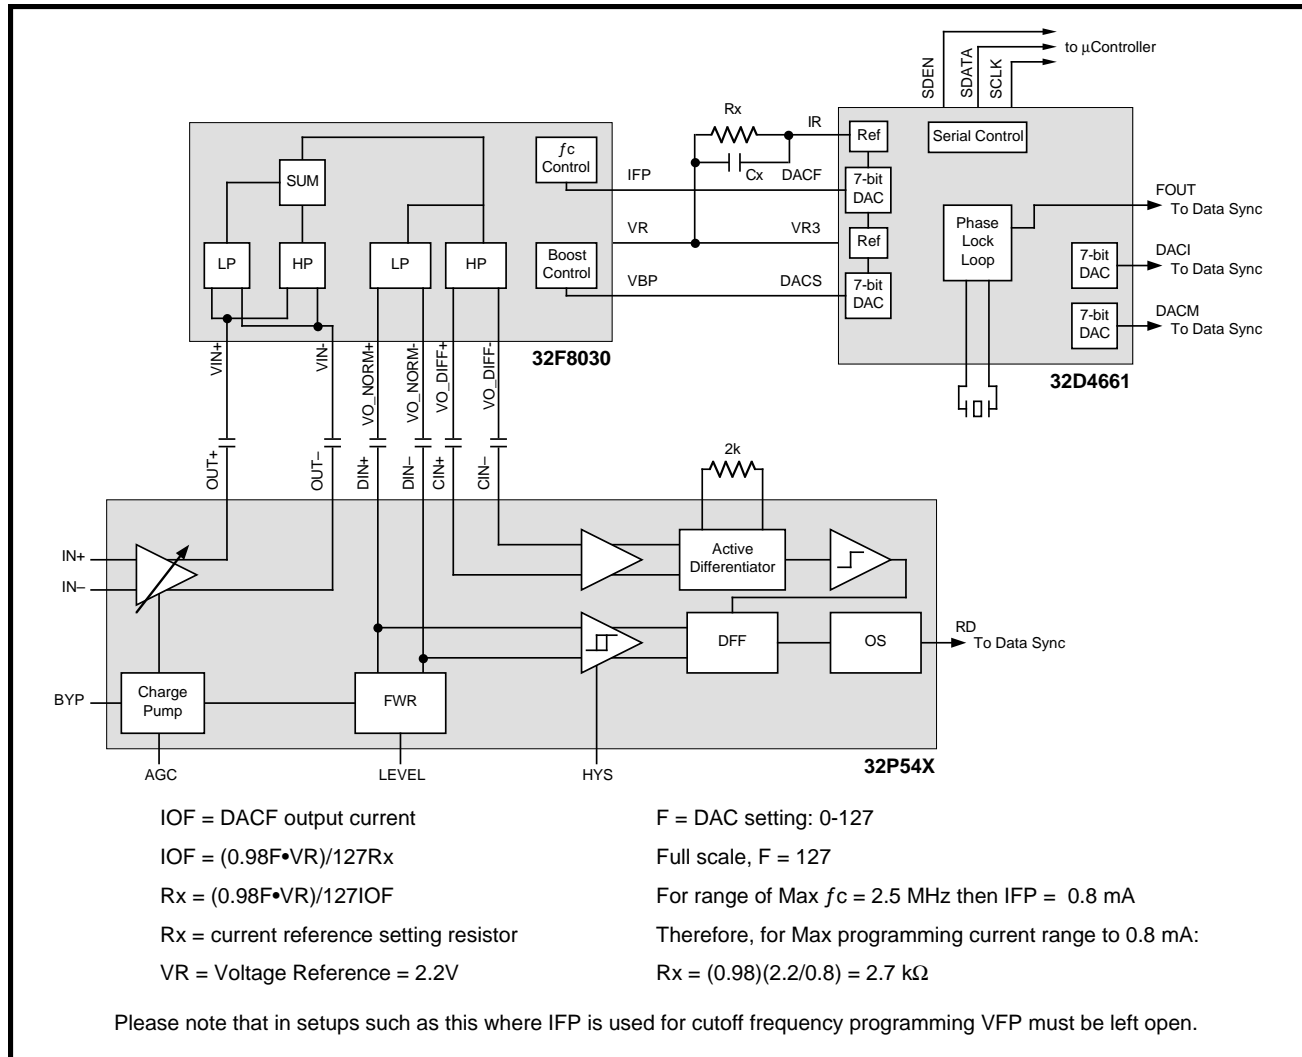 SDEN
SDATA
SCLK
to µController
Rx
IR
Ref
Serial Control
ƒc
Control
SUM
Cx
IFP
DACF
7-bit
DAC
FOUT
To Data Sync
Phase
Lock
Loop
VR
VR3
Ref
LP
HP
LP
HP
Boost
Control
7-bit
DAC
DACI
To Data Sync
VBP
DACS
7-bit
DAC
7-bit
DAC
DACM
To Data Sync
VIN+
VIN-
VO_NORM+
VO_NORM-
VO_DIFF+
VO_DIFF-
32F8030
32D4661
OUT+
OUT–
DIN+
DIN–
CIN+
CIN–
2k
IN+
IN–
Active
Differentiator
DFF
OS
RD
To Data Sync
BYP
Charge
Pump
FWR
AGC
LEVEL
HYS
32P54X
IOF = DACF output current
IOF = (0.98F•VR)/127Rx
Rx = (0.98F•VR)/127IOF
Rx = current reference setting resistor
VR = Voltage Reference = 2.2V
F = DAC setting: 0-127
Full scale, F = 127
For range of Max ƒc = 2.5 MHz then IFP = 0.8 mA
Therefore, for Max programming current range to 0.8 mA:
Rx = (0.98)(2.2/0.8) = 2.7 kΩ
Please note that in setups such as this where IFP is used for cutoff frequency programming VFP must be left open.